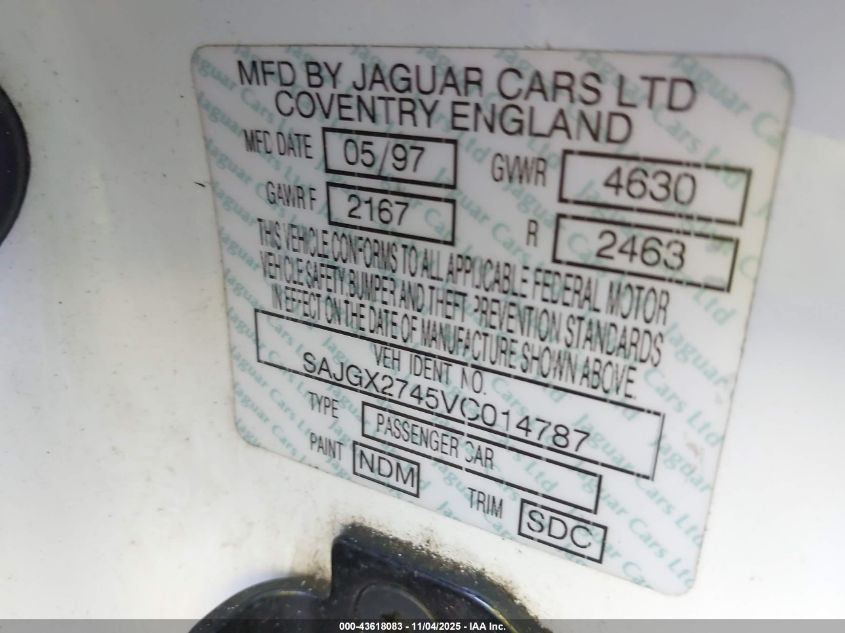 MFD BY JAGUAR CARS LTD
COVENTRY ENGLAND
MFD DATE 05/97 GVWR 4630
GAWR F 2167 R 2463
THIS VEHICLE CONFORMS TO ALL APPLICABLE FEDERAL MOTOR
VEHICLE SAFETY, BUMPER AND THEFT PREVENTION STANDARDS
IN EFFECT ON THE DATE OF MANUFACTURE SHOWN ABOVE.
VEH IDENT NO.
SAJGX2745VC014787
TYPE PASSENGER CAR
PAINT NDM TRIM SDC
Jaguar Cars Ltd
000-43618083 - 11/04/2025 - IAA Inc.